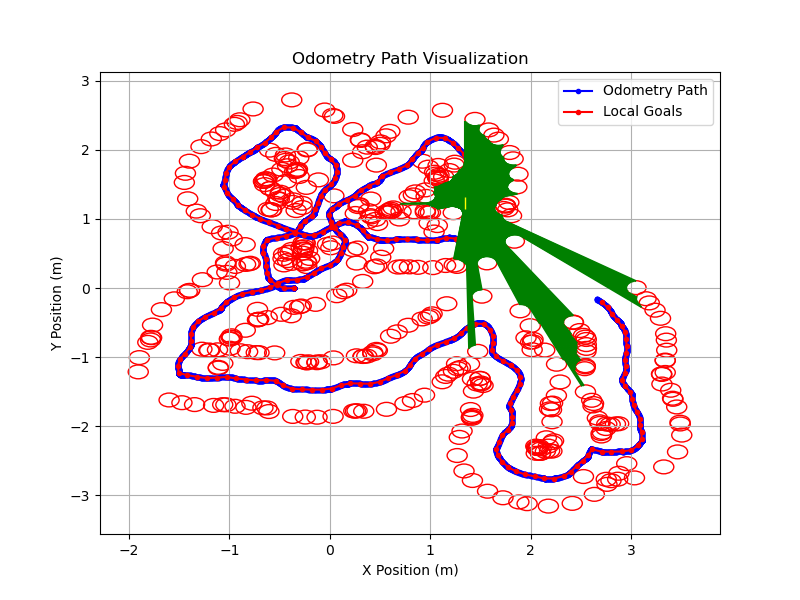 Odometry Path Visualization
Odometry Path
Local Goals
Y Position (m)
3
2
1
0
−1
−2
−3
−2
−1
0
1
2
3
X Position (m)